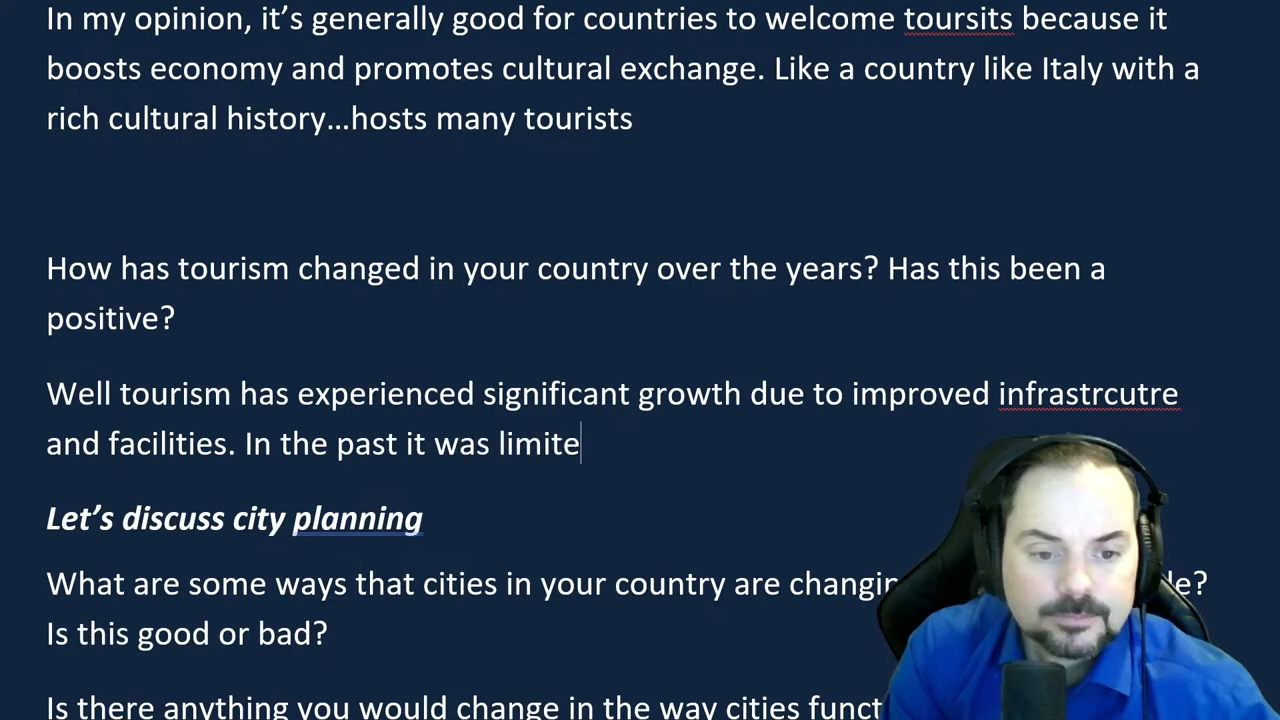 In my opinion, it's generally good for countries to welcome toursits because it
boosts economy and promotes cultural exchange. Like a country like Italy with a
rich cultural history...hosts many tourists
How has tourism changed in your country over the years? Has this been a
positive?
Well tourism has experienced significant growth due to improved infrastrcutre
and facilities. In the past it was limite
Let's discuss city planning
What are some ways that cities in your country are
Is this good or bad?
Is there anything you would change in the way cities